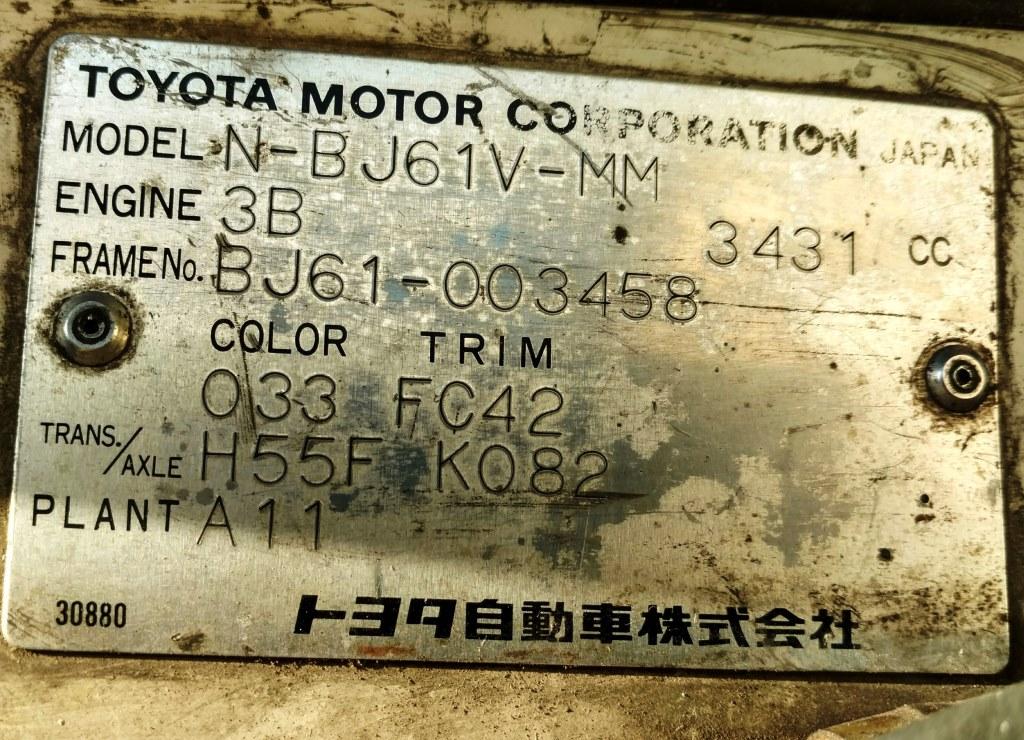 TOYOTA MOTOR CORPORATION JAPAN
MODEL N-BJ61V-MM
ENGINE 3B 3431 CC
FRAME No. BJ61-003458
COLOR TRIM
033 FC42
TRANS./AXLE H55F K082
PLANT A11
30880 トヨタ自動車株式会社